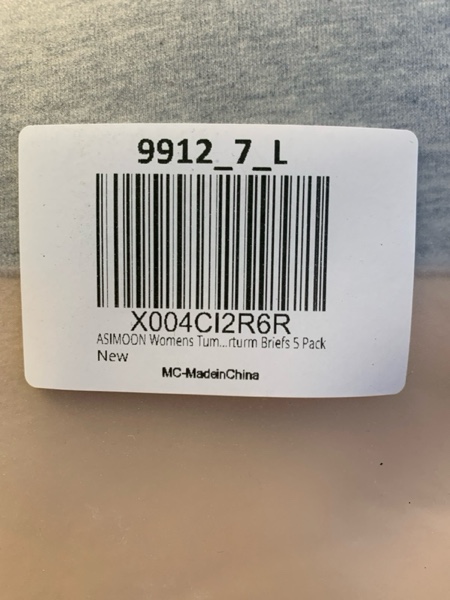 9912_7_L
X004CI2R6R
ASIMOON Womens Tum...rturm Briefs 5 Pack
New
MC-MadeinChina